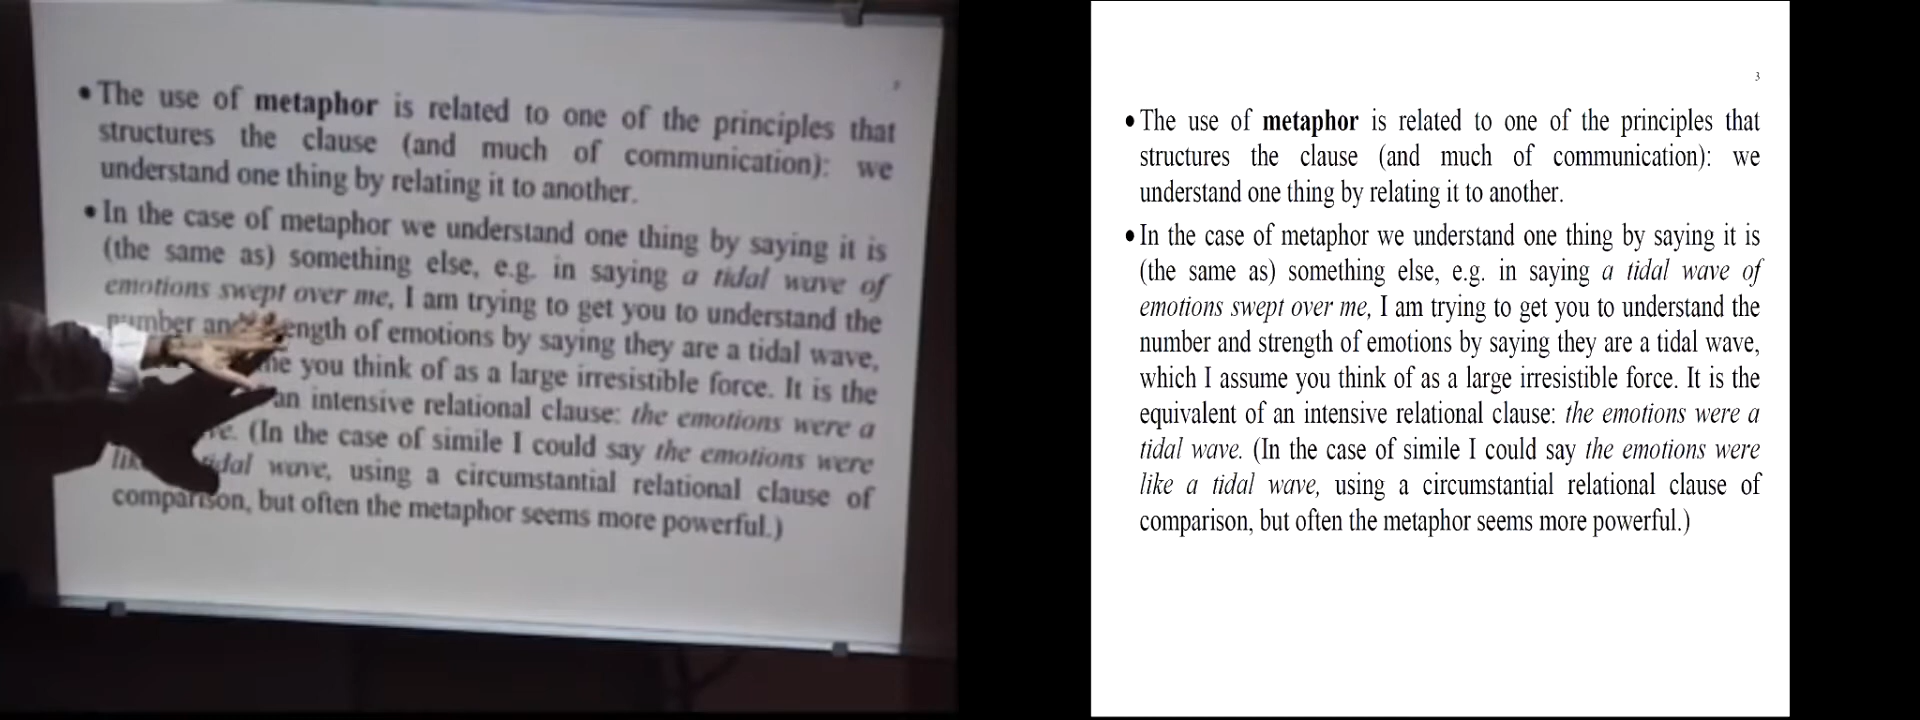 • The use of metaphor is related to one of the principles that
structures the clause (and much of communication): we
understand one thing by relating it to another.
• In the case of metaphor we understand one thing by saying it is
(the same as) something else, e.g. in saying a tidal wave of
emotions swept over me, I am trying to get you to understand the
number of emotions by saying they are a tidal wave,
you think of as a large irresistible force. It is the
an intensive relational clause: the emotions were a
(In the case of simile I could say the emotions were
wave, using a circumstantial relational clause of
comparison, but often the metaphor seems more powerful.)
3
• The use of metaphor is related to one of the principles that
structures the clause (and much of communication): we
understand one thing by relating it to another.
• In the case of metaphor we understand one thing by saying it is
(the same as) something else, e.g. in saying a tidal wave of
emotions swept over me, I am trying to get you to understand the
number and strength of emotions by saying they are a tidal wave,
which I assume you think of as a large irresistible force. It is the
equivalent of an intensive relational clause: the emotions were a
tidal wave. (In the case of simile I could say the emotions were
like a tidal wave, using a circumstantial relational clause of
comparison, but often the metaphor seems more powerful.)